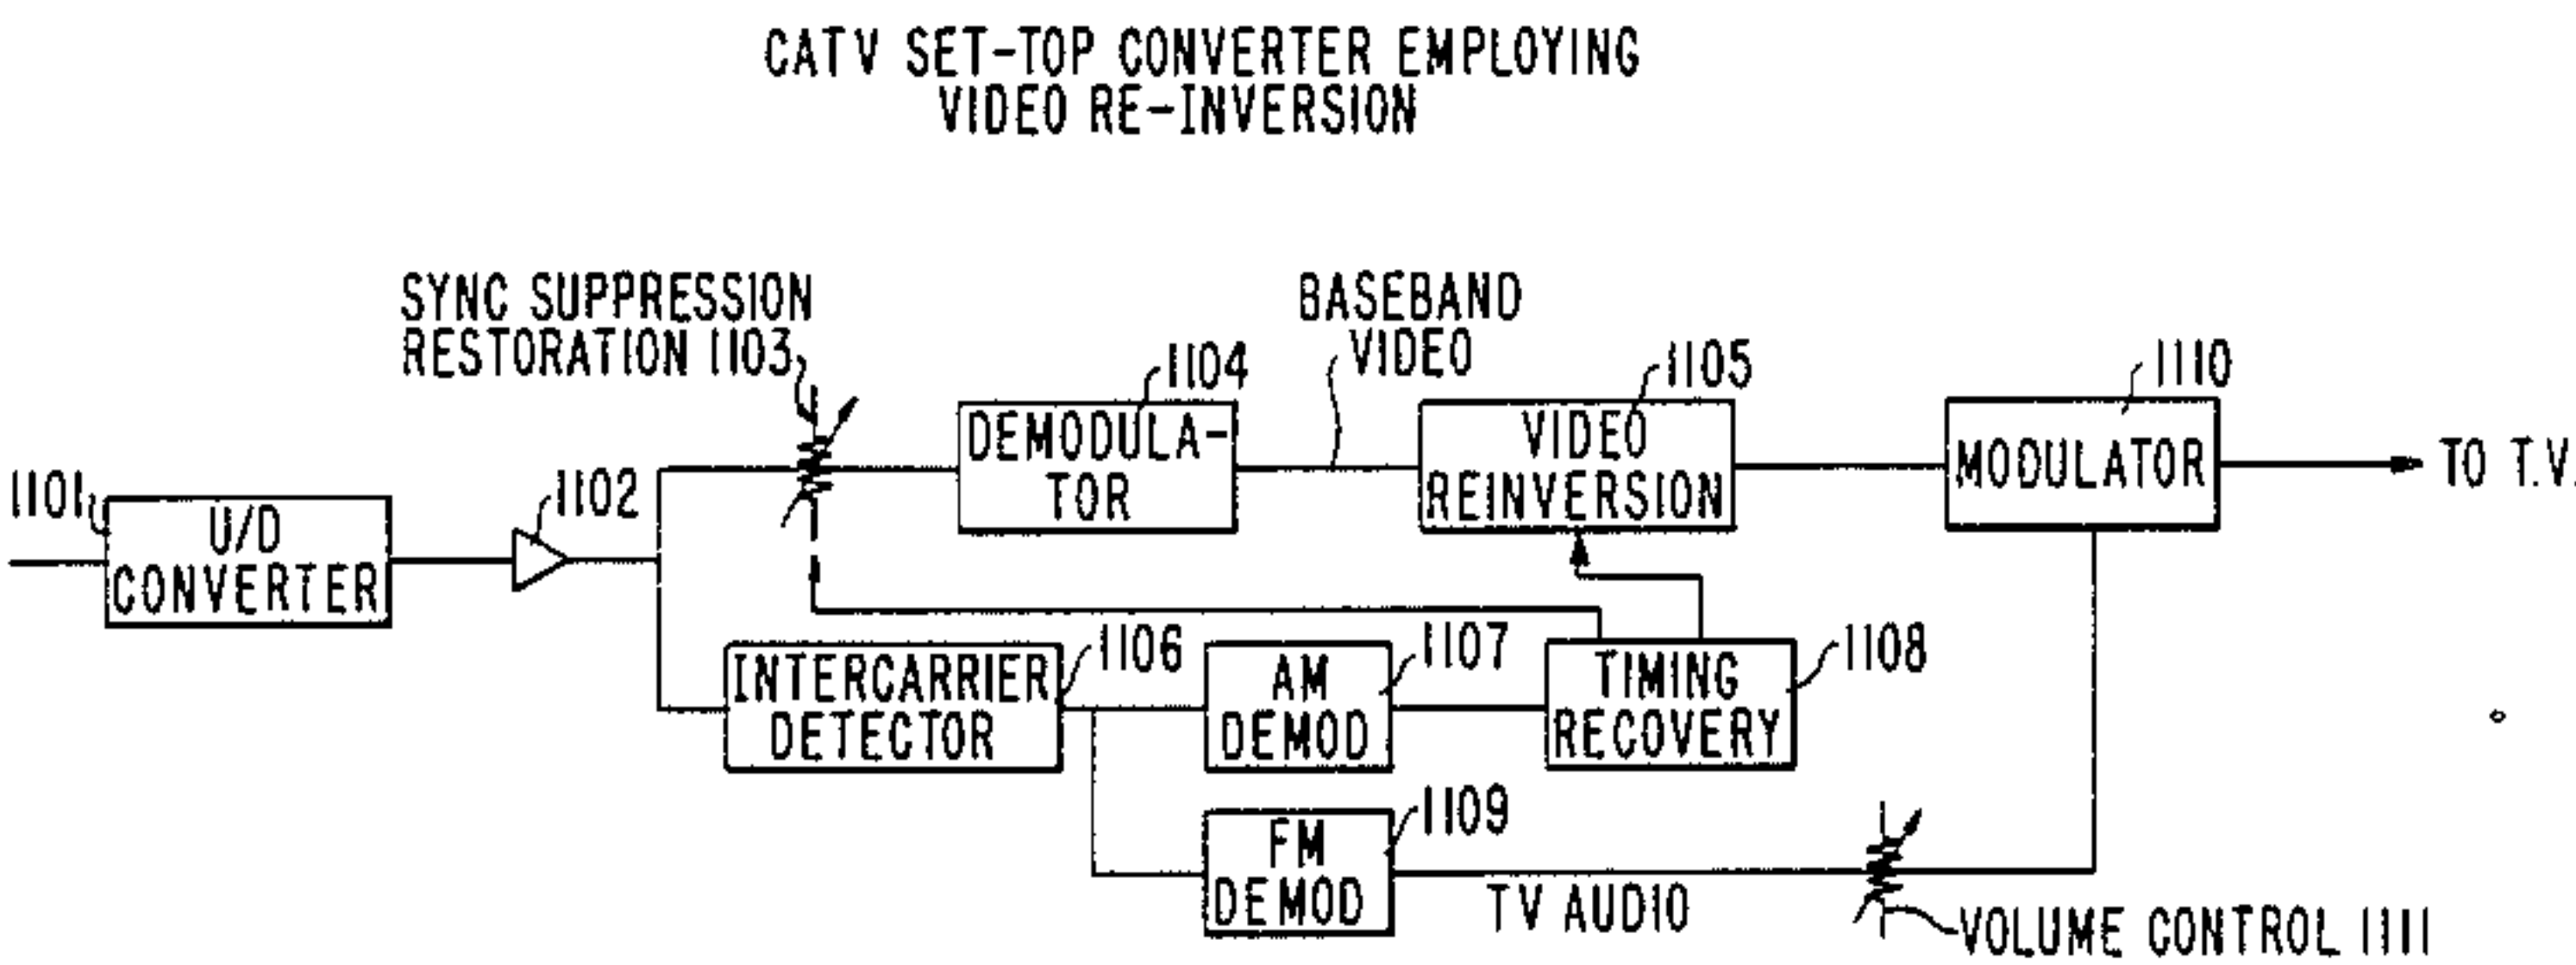 CATV SET-TOP CONVERTER EMPLOYING
VIDEO RE-INVERSION
SYNC SUPPRESSION
RESTORATION 1103
BASEBAND
VIDEO
1104
DEMODULA-
TOR
1105
VIDEO
REINVERSION
1110
MODULATOR
TO T.V.
1101
U/D
CONVERTER
1102
INTERCARRIER
DETECTOR
1106
AM
DEMOD
1107
TIMING
RECOVERY
1108
FM
DEMOD
1109
TV AUDIO
VOLUME CONTROL 1111